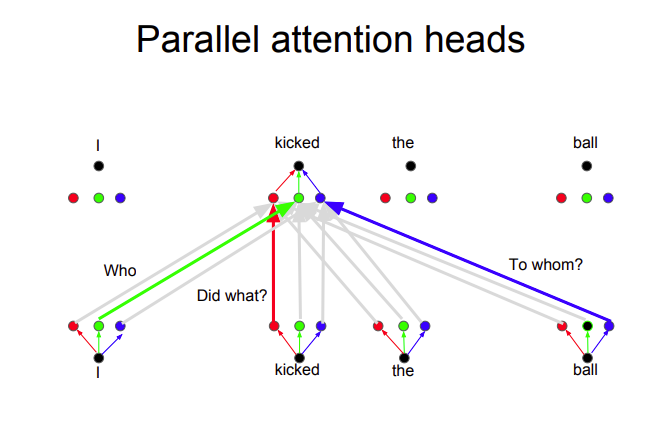 Parallel attention heads
I
kicked
the
ball
Who
Did what?
To whom?
I
kicked
the
ball